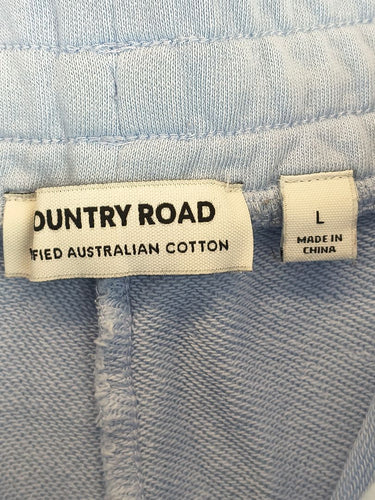 OUNTRY ROAD
FIED AUSTRALIAN COTTON
L
MADE IN
CHINA